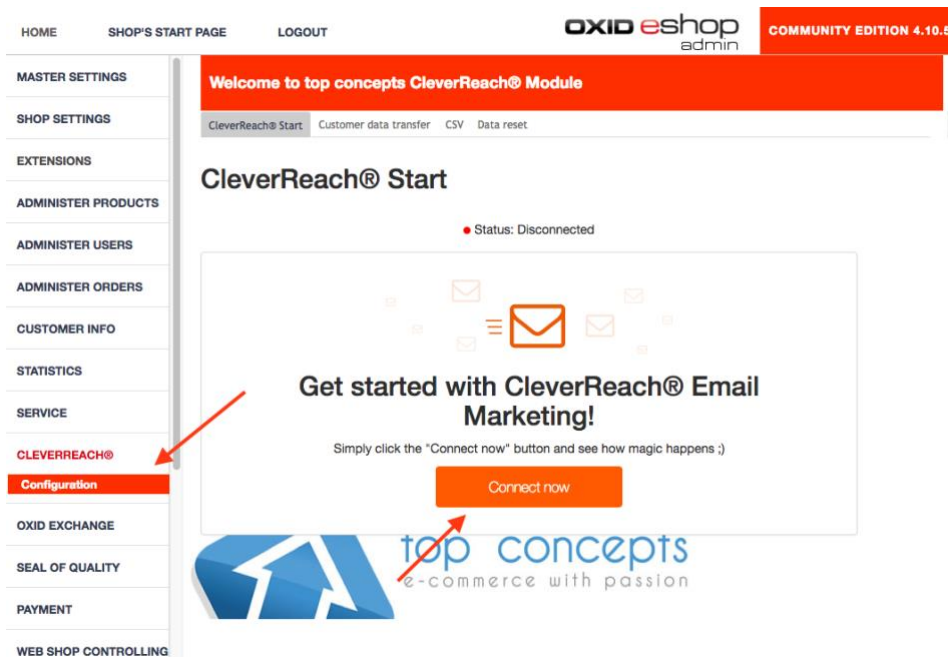 HOME SHOP'S START PAGE LOGOUT
OXID eshop
admin
COMMUNITY EDITION 4.10.5
MASTER SETTINGS
SHOP SETTINGS
EXTENSIONS
ADMINISTER PRODUCTS
ADMINISTER USERS
ADMINISTER ORDERS
CUSTOMER INFO
STATISTICS
SERVICE
CLEVERREACH®
Configuration
OXID EXCHANGE
SEAL OF QUALITY
PAYMENT
WEB SHOP CONTROLLING
Welcome to top concepts CleverReach® Module
CleverReach® Start Customer data transfer CSV Data reset
CleverReach® Start
Status: Disconnected
Get started with CleverReach® Email
Marketing!
Simply click the "Connect now" button and see how magic happens ;)
Connect now
top concepts
e-commerce with passion